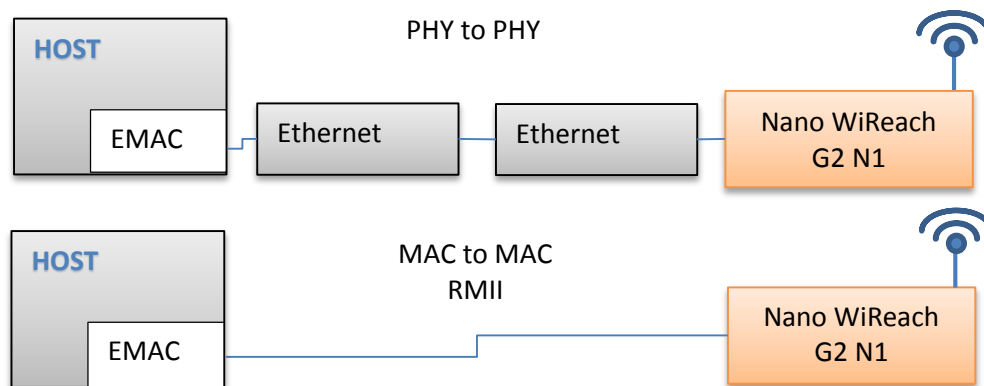 PHY to PHY
HOST
EMAC
Ethernet
Ethernet
Nano WiReach
G2 N1
MAC to MAC
RMII
HOST
EMAC
Nano WiReach
G2 N1